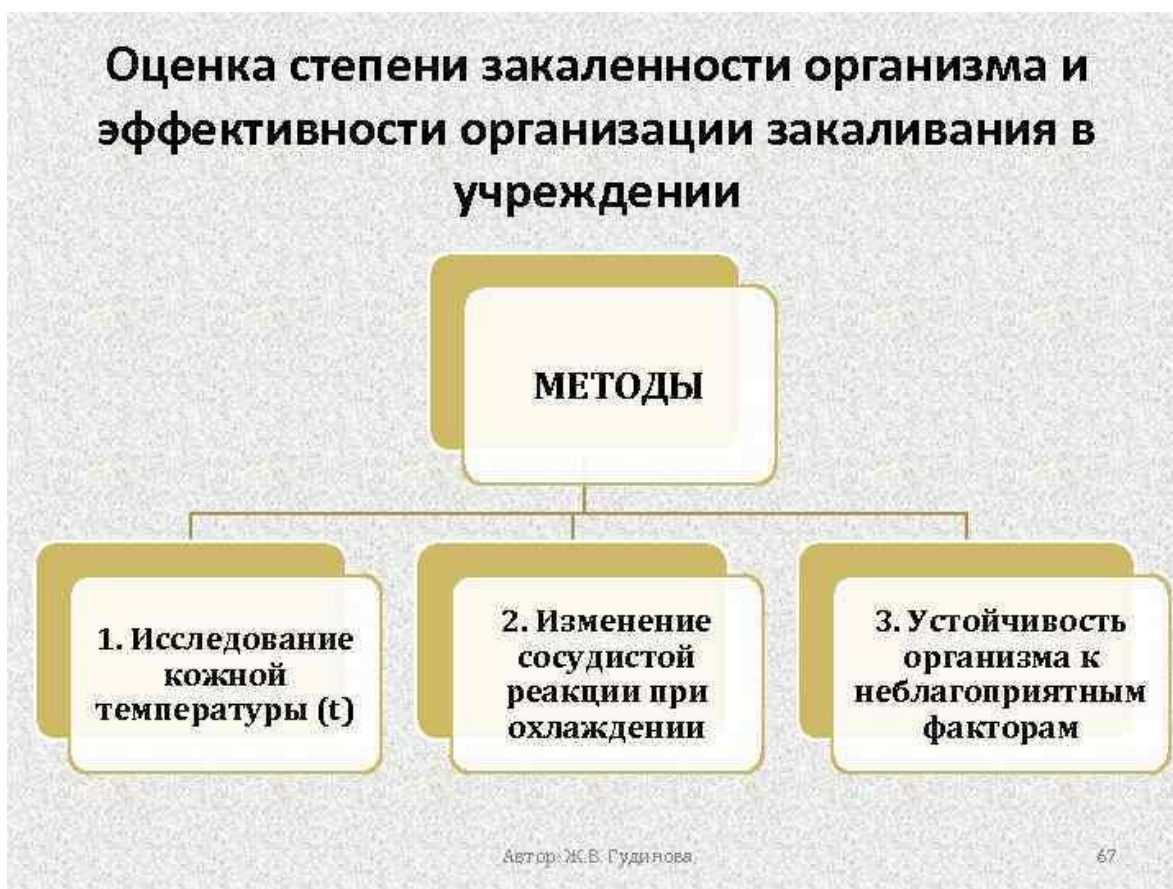 Оценка степени закаленности организма и
эффективности организации закаливания в
учреждении
МЕТОДЫ
1. Исследование
кожной
температуры (t)
2. Изменение
сосудистой
реакции при
охлаждении
3. Устойчивость
организма к
неблагоприятным
факторам
Автор: Ж.В. Гудинова
67